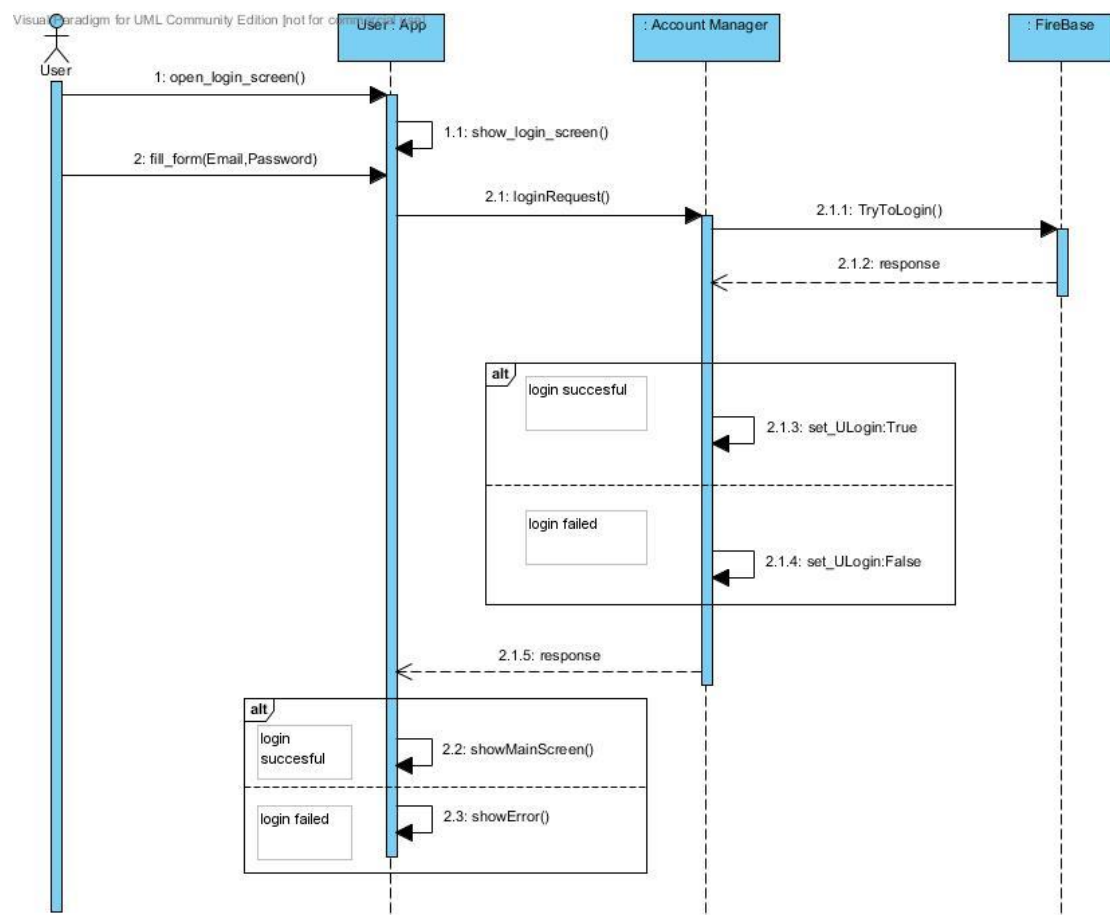 Visual Paradigm for UML Community Edition [not for commercial use]
User : App
: Account Manager
: FireBase
User
1: open_login_screen()
1.1: show_login_screen()
2: fill_form(Email,Password)
2.1: loginRequest()
2.1.1: TryToLogin()
2.1.2: response
alt
login succesful
2.1.3: set_ULogin:True
login failed
2.1.4: set_ULogin:False
2.1.5: response
alt
login
succesful
2.2: showMainScreen()
login failed
2.3: showError()